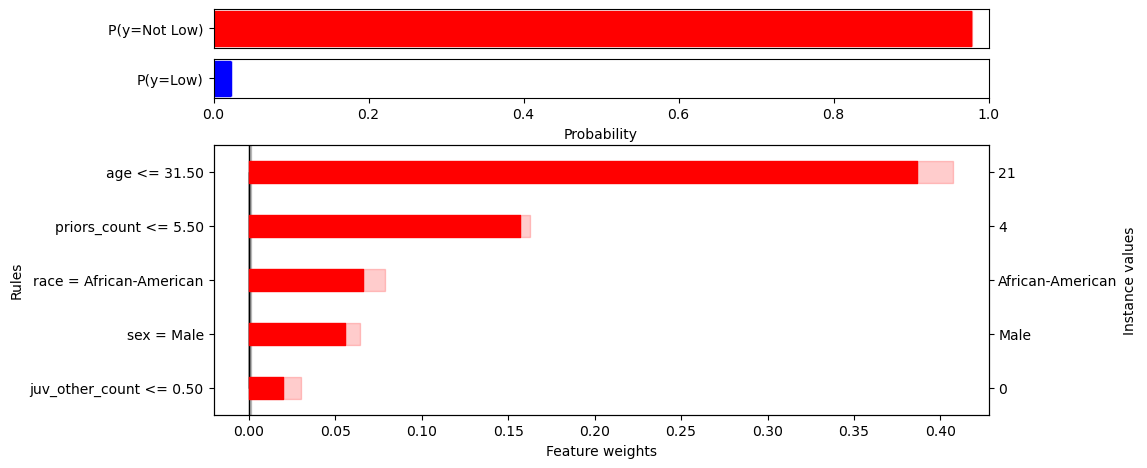 P(y=Not Low)
P(y=Low)
0.0 0.2 0.4 0.6 0.8 1.0
Probability
age <= 31.50 21
priors_count <= 5.50 4
race = African-American African-American
sex = Male Male
juv_other_count <= 0.50 0
Rules
Instance values
0.00 0.05 0.10 0.15 0.20 0.25 0.30 0.35 0.40
Feature weights